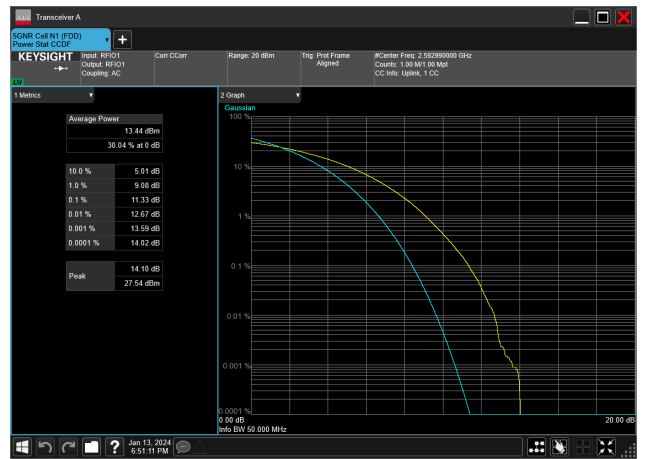 Transceiver A
5GNR Cell N1 (FDD)
Power Stat CCDF
KEYSIGHT
Input: RFIO1
Output: RFIO1
Coupling: AC
Corr CCorr
Range: 20 dBm
Trig: Prot Frame
Aligned
#Center Freq: 2.592990000 GHz
Counts: 1.00 M/1.00 Mpt
CC Info: Uplink, 1 CC
1 Metrics
Average Power
13.44 dBm
30.04 % at 0 dB
10.0 % 5.01 dB
1.0 % 9.08 dB
0.1 % 11.33 dB
0.01 % 12.67 dB
0.001 % 13.59 dB
0.0001 % 14.02 dB
Peak
14.10 dB
27.54 dBm
2 Graph
Gaussian
100 %
10 %
1 %
0.1 %
0.01 %
0.001 %
0.0001 %
0.00 dB 20.00 dB
Info BW 50.000 MHz
?
Jan 13, 2024
6:51:11 PM